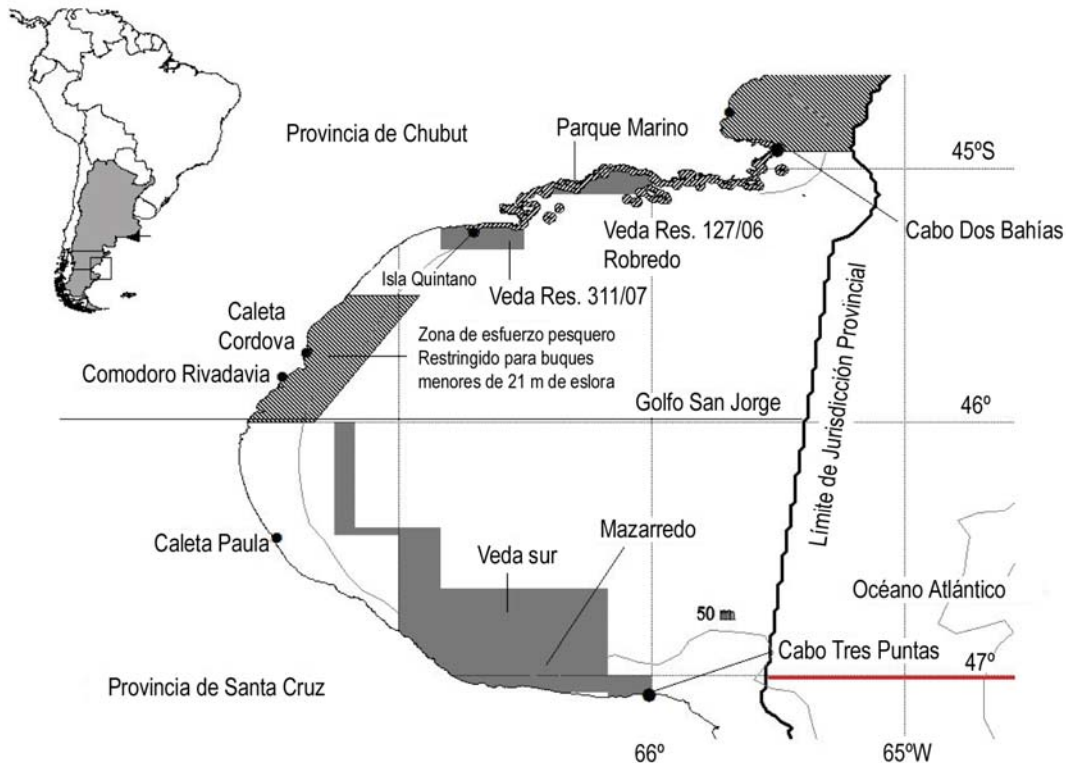 Provincia de Chubut
Parque Marino
45ºS
Cabo Dos Bahías
Veda Res. 127/06
Robredo
Isla Quintano
Veda Res. 311/07
Caleta
Cordova
Zona de esfuerzo pesquero
Restringido para buques
menores de 21 m de eslora
Comodoro Rivadavia
Golfo San Jorge
46º
Límite de Jurisdicción Provincial
Caleta Paula
Mazarredo
Veda sur
Océano Atlántico
50 m
Cabo Tres Puntas
47º
Provincia de Santa Cruz
66º
65ºW